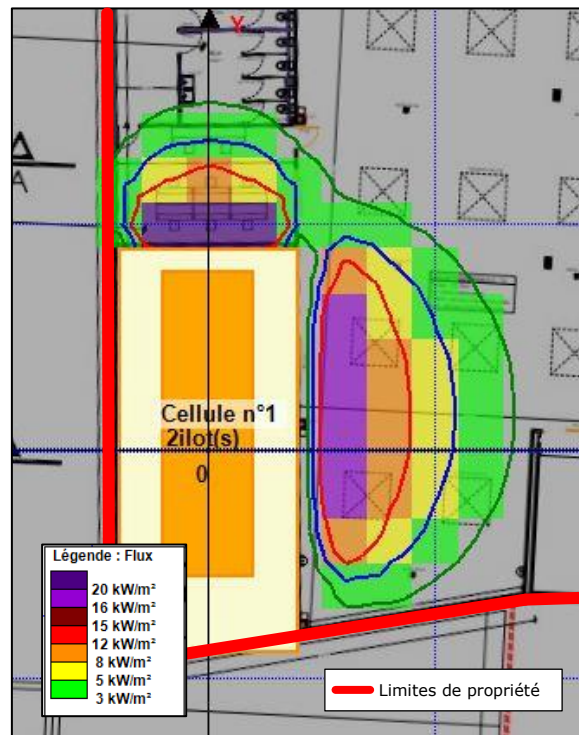 Y
A
Cellule n°1
2ilot(s)
0
Légende : Flux
20 kW/m²
16 kW/m²
15 kW/m²
12 kW/m²
8 kW/m²
5 kW/m²
3 kW/m²
Limites de propriété